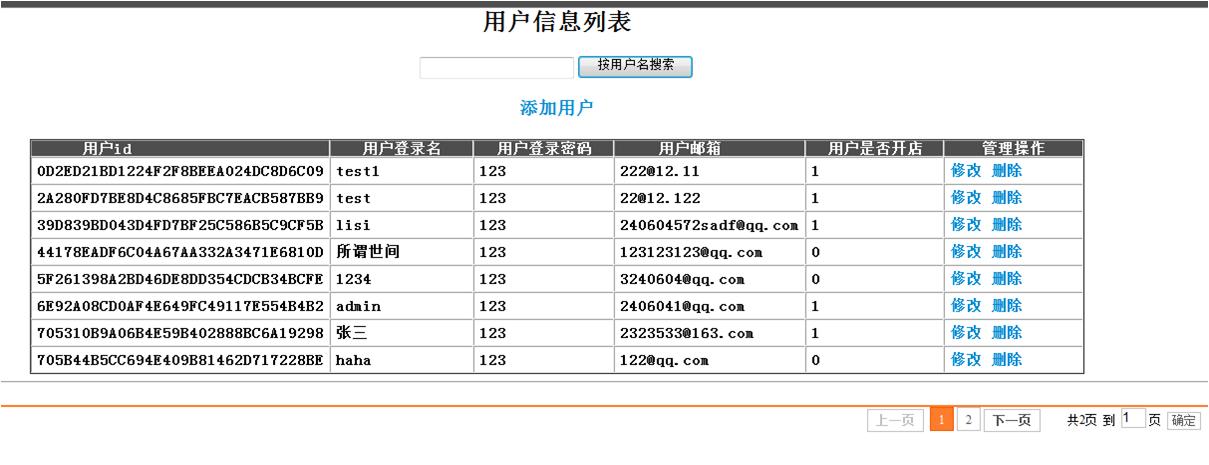 用户信息列表
按用户名搜索
添加用户
用户id 用户登录名 用户登录密码 用户邮箱 用户是否开店 管理操作
0D2ED21BD1224F2F8BEEA024DC8D6C09 test1 123 222@12.11 1 修改 删除
2A280FD7BE8D4C8685FBC7EACB587BB9 test 123 22@12.122 1 修改 删除
39D839BD043D4FD7BF25C586B5C9CF5B lisi 123 240604572sadf@qq.com 1 修改 删除
44178EADF6C04A67AA332A3471E6810D 所谓世间 123 123123123@qq.com 0 修改 删除
5F261398A2BD46DE8DD354CDCB34BCFE 1234 123 3240604@qq.com 0 修改 删除
6E92A08CD0AF4E649FC49117E554B4B2 admin 123 2406041@qq.com 1 修改 删除
705310B9A06B4E59B402888BC6A19298 张三 123 2323533@163.com 1 修改 删除
705B44B5CC694E409B81462D717228BE haha 123 122@qq.com 0 修改 删除
上一页 1 2 下一页 共2页 到 1 页 确定